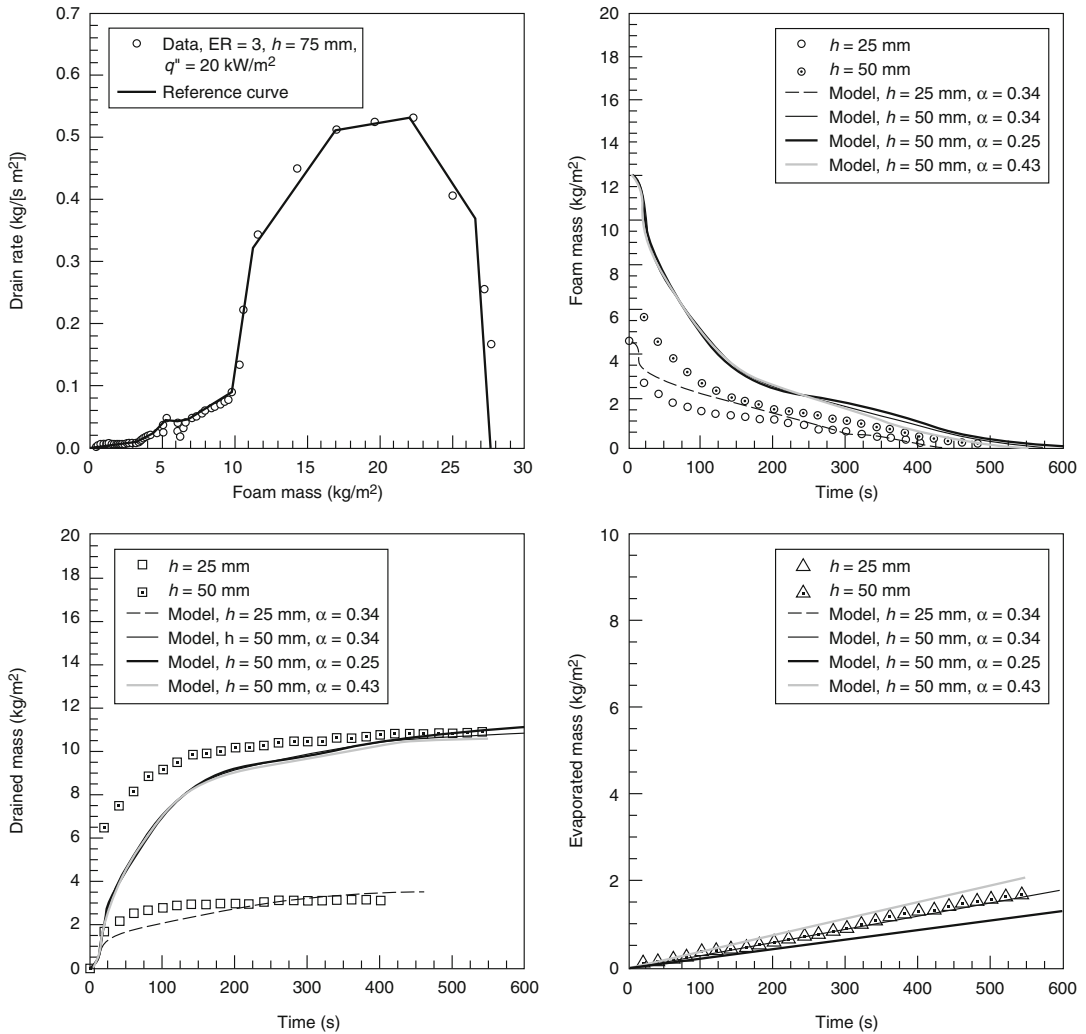 0.7
0.6
0.5
0.4
0.3
0.2
0.1
0.0
Drain rate (kg/[s m²])
Data, ER = 3, h = 75 mm,
q" = 20 kW/m²
Reference curve
0 5 10 15 20 25 30
Foam mass (kg/m²)
20
18
16
14
12
10
8
6
4
2
0
Foam mass (kg/m²)
h = 25 mm
h = 50 mm
Model, h = 25 mm, α = 0.34
Model, h = 50 mm, α = 0.34
Model, h = 50 mm, α = 0.25
Model, h = 50 mm, α = 0.43
0 100 200 300 400 500 600
Time (s)
20
18
16
14
12
10
8
6
4
2
0
Drained mass (kg/m²)
h = 25 mm
h = 50 mm
Model, h = 25 mm, α = 0.34
Model, h = 50 mm, α = 0.34
Model, h = 50 mm, α = 0.25
Model, h = 50 mm, α = 0.43
0 100 200 300 400 500 600
Time (s)
10
8
6
4
2
0
Evaporated mass (kg/m²)
h = 25 mm
h = 50 mm
Model, h = 25 mm, α = 0.34
Model, h = 50 mm, α = 0.34
Model, h = 50 mm, α = 0.25
Model, h = 50 mm, α = 0.43
0 100 200 300 400 500 600
Time (s)